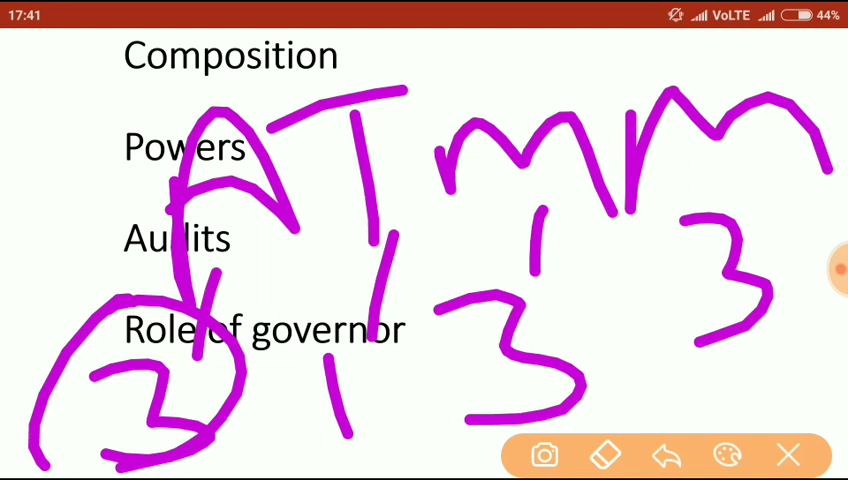 17:41 VoLTE 44%
Composition
ATMM
Powers
Audits
1 3
Role of governor
3 1 3